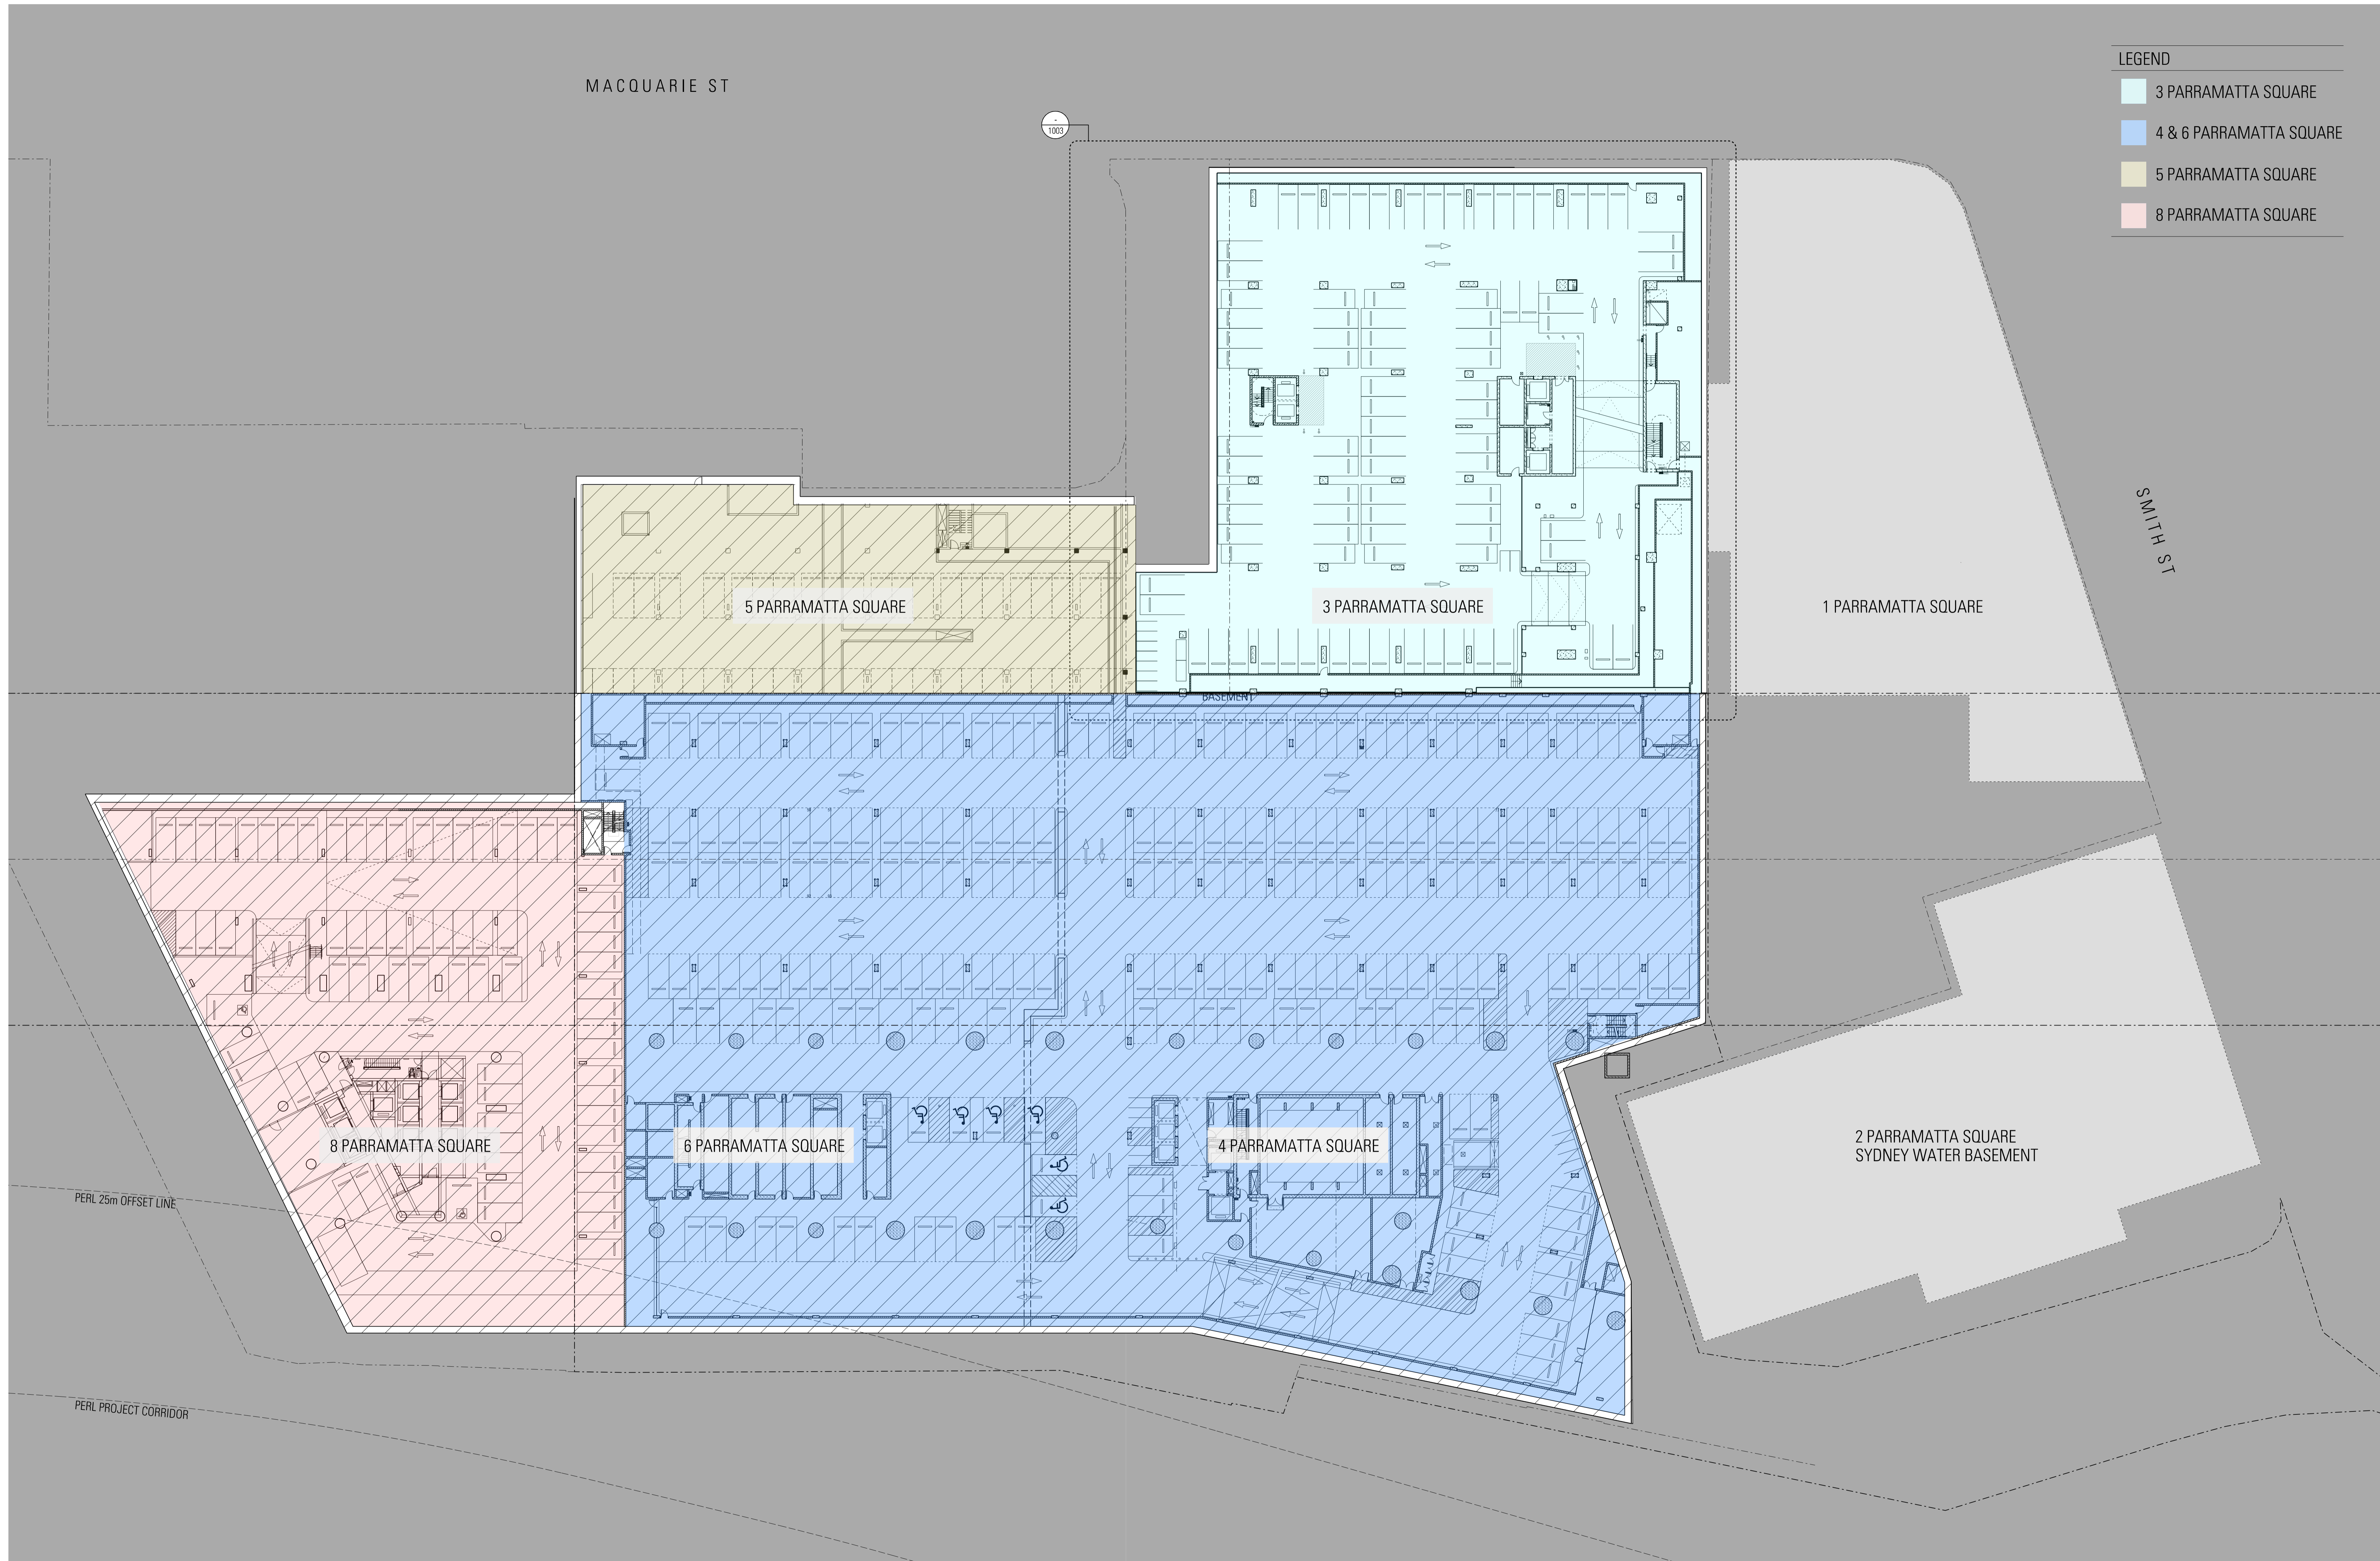 MACQUARIE ST
LEGEND
3 PARRAMATTA SQUARE
4 & 6 PARRAMATTA SQUARE
5 PARRAMATTA SQUARE
8 PARRAMATTA SQUARE
-
1003
SMITH ST
5 PARRAMATTA SQUARE
3 PARRAMATTA SQUARE
1 PARRAMATTA SQUARE
BASEMENT
8 PARRAMATTA SQUARE
6 PARRAMATTA SQUARE
4 PARRAMATTA SQUARE
2 PARRAMATTA SQUARE
SYDNEY WATER BASEMENT
PERL 25m OFFSET LINE
PERL PROJECT CORRIDOR